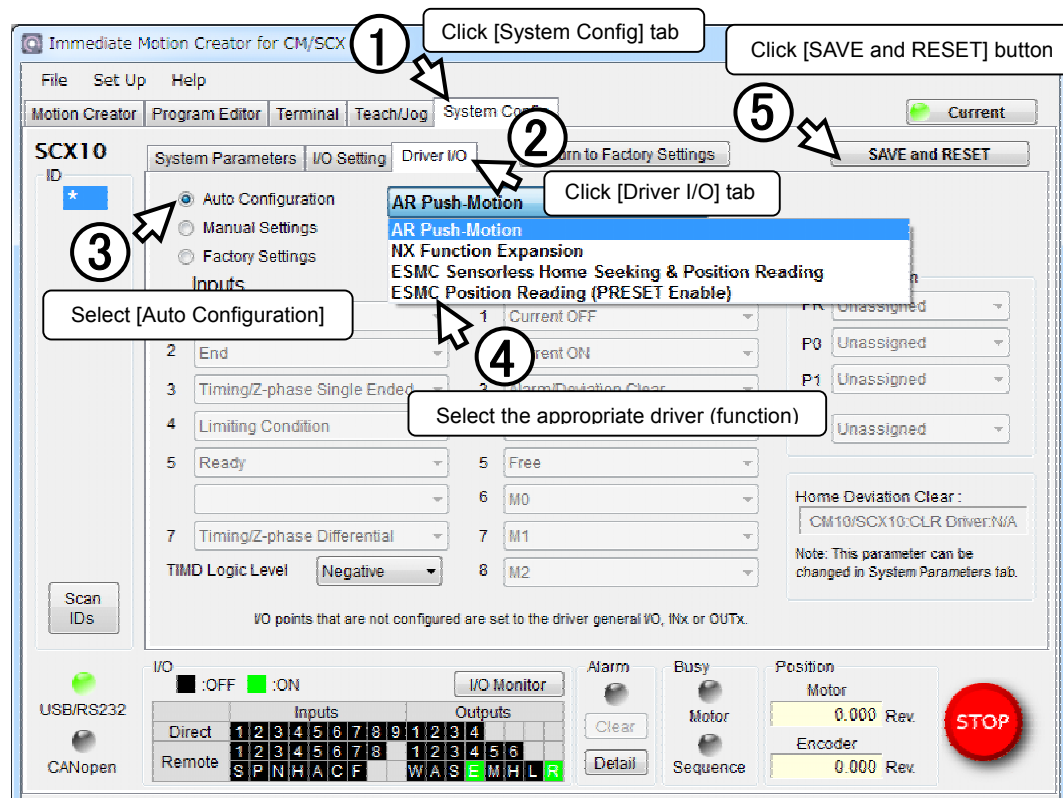 Immediate Motion Creator for CM/SCX
1
Click [System Config] tab
Click [SAVE and RESET] button
File Set Up Help
Motion Creator Program Editor Terminal Teach/Jog System Config
2
5
Current
SCX10
System Parameters I/O Setting Driver I/O
to Factory Settings
SAVE and RESET
ID
*
Auto Configuration
AR Push-Motion
Click [Driver I/O] tab
Manual Settings
AR Push-Motion
3
Factory Settings
NX Function Expansion
ESMC Sensorless Home Seeking & Position Reading
ESMC Position Reading (PRESET Enable)
Inputs
Select [Auto Configuration]
1 Current OFF
PR Unassigned
2 End
4
ON
P0 Unassigned
3 Timing/Z-phase Single Ended
3 Alarm/Deviation Clear
P1 Unassigned
Select the appropriate driver (function)
4 Limiting Condition
Unassigned
5 Ready
5 Free
6 M0
Home Deviation Clear :
CM10/SCX10:CLR Driver:N/A
7 Timing/Z-phase Differential
7 M1
Note: This parameter can be
changed in System Parameters tab.
TIMD Logic Level Negative
8 M2
Scan
IDs
I/O points that are not configured are set to the driver general I/O, INx or OUTx.
I/O
:OFF :ON
I/O Monitor
Alarm
Busy
Position
USB/RS232
Inputs Outputs
Clear
Motor
Motor
0.000 Rev.
Direct 1 2 3 4 5 6 7 8 9 1 2 3 4
STOP
Remote 1 2 3 4 5 6 7 8 1 2 3 4 5 6
S P N H A C F W A S E M H L R
CANopen
Detail
Sequence
Encoder
0.000 Rev.